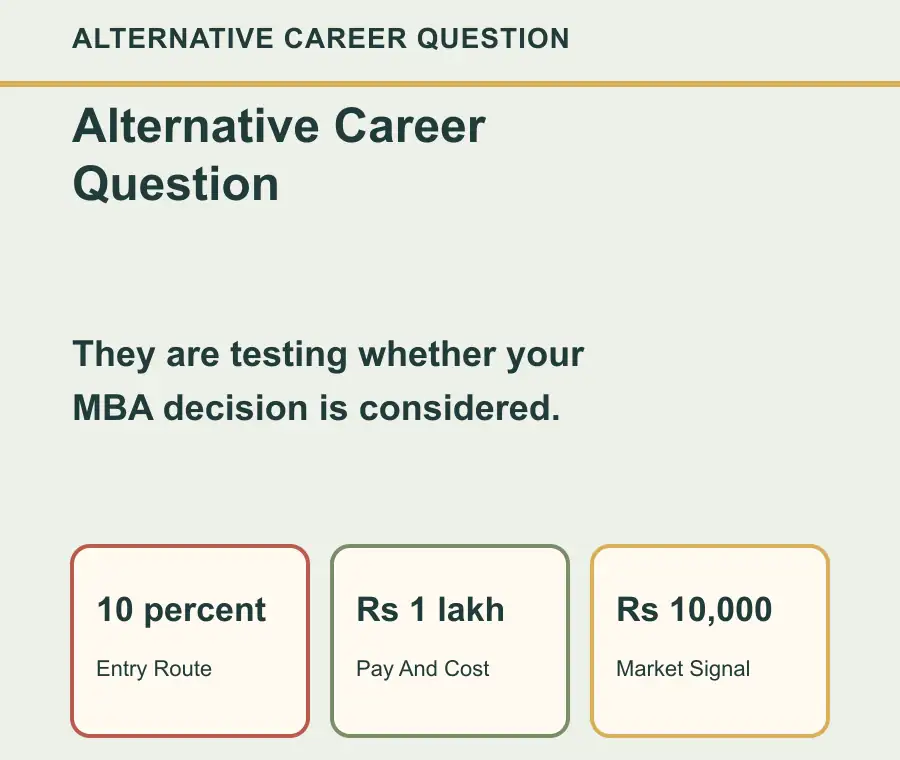 ALTERNATIVE CAREER QUESTION
Alternative Career
Question
They are testing whether your
MBA decision is considered.
10 percent
Entry Route
Rs 1 lakh
Pay And Cost
Rs 10,000
Market Signal